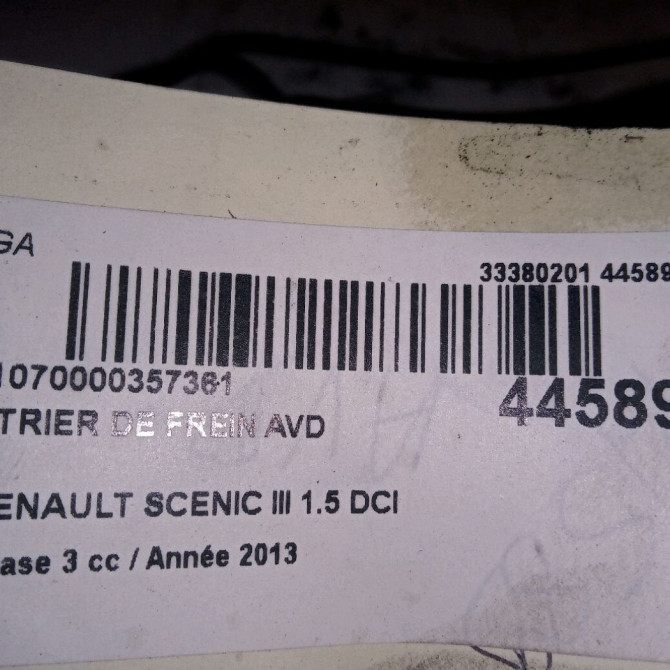 GA
33380201 44589
1070000357361
44589
TRIER DE FREIN AVD
ENAULT SCENIC III 1.5 DCI
ase 3 cc / Année 2013